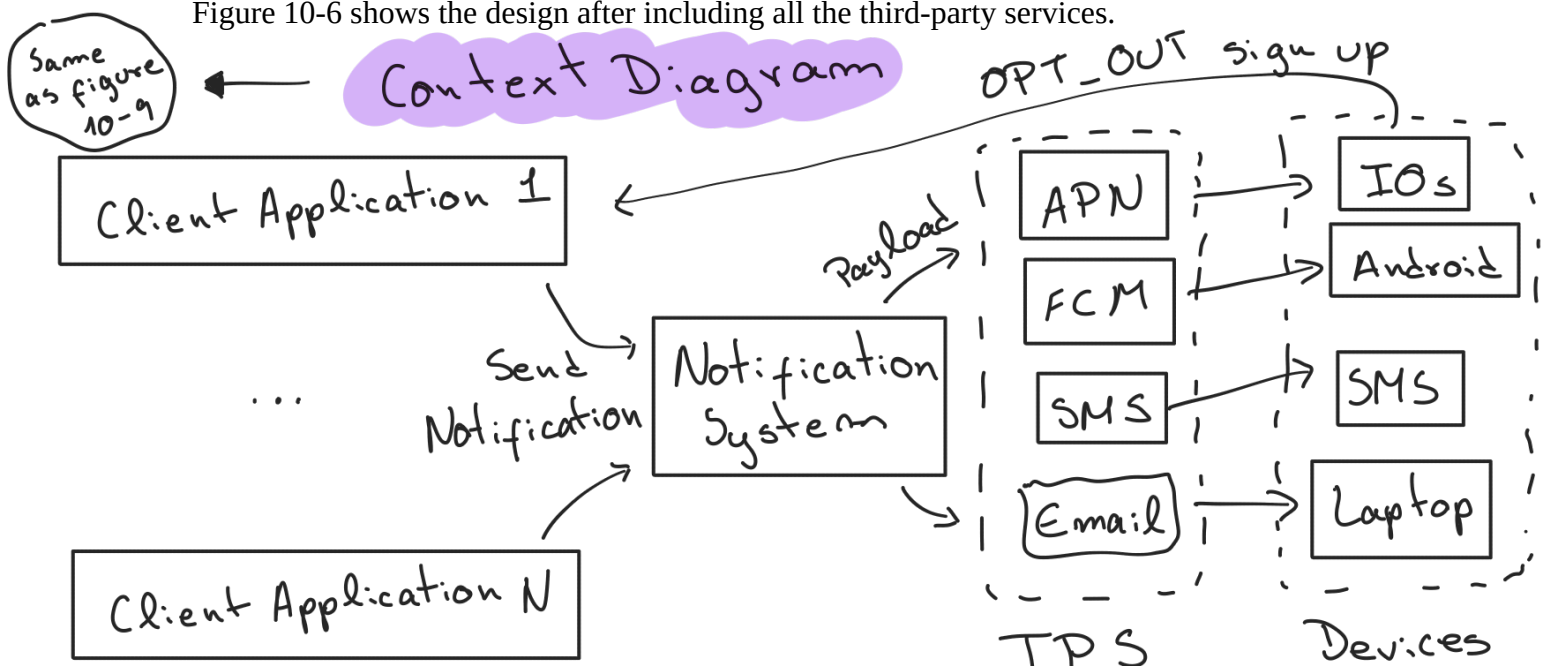 Figure 10-6 shows the design after including all the third-party services.
Same
as figure
10-9
Context Diagram
OPT_OUT sign up
Client Application 1
APN
IOs
Payload
Android
FCM
Send
Notification
Notification
System
...
SMS
SMS
Email
Laptop
Client Application N
TPS
Devices